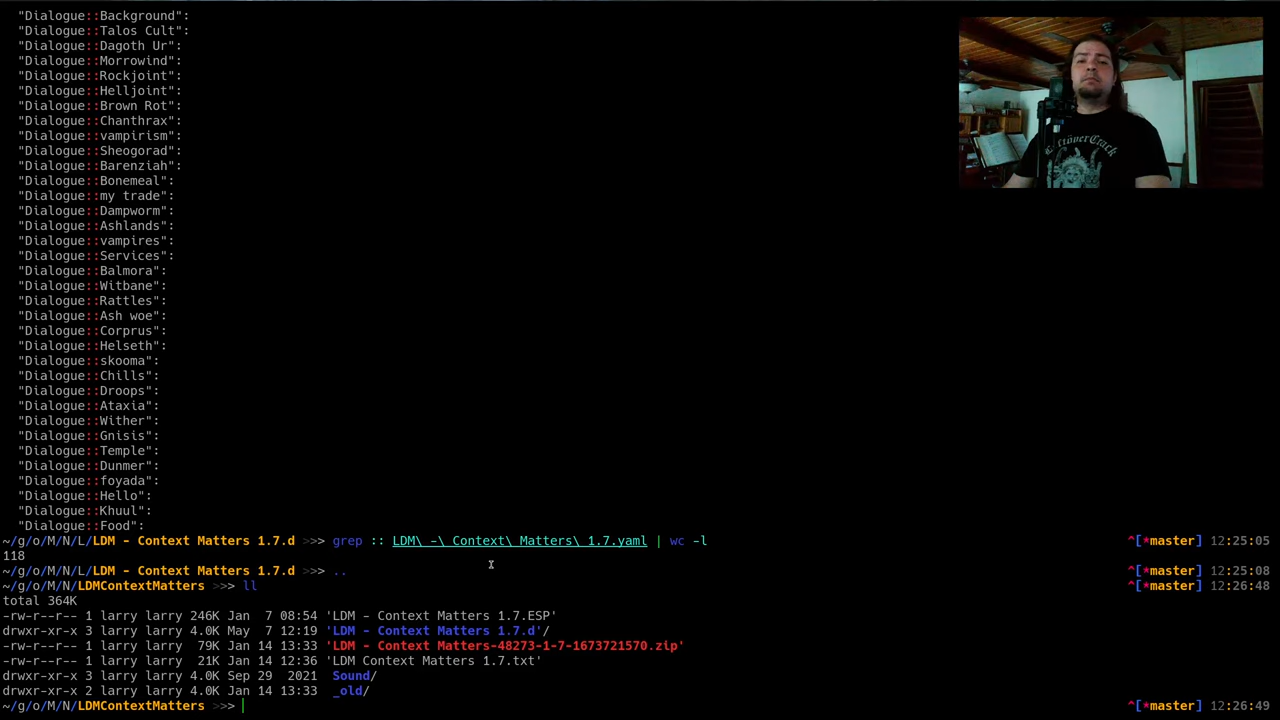 "Dialogue::Background":
"Dialogue::Talos Cult":
"Dialogue::Dagoth Ur":
"Dialogue::Morrowind":
"Dialogue::Rockjoint":
"Dialogue::Helljoint":
"Dialogue::Brown Rot":
"Dialogue::Chanthrax":
"Dialogue::vampirism":
"Dialogue::Sheogorad":
"Dialogue::Barenziah":
"Dialogue::Bonemeal":
"Dialogue::my trade":
"Dialogue::Dampworm":
"Dialogue::Ashlands":
"Dialogue::vampires":
"Dialogue::Services":
"Dialogue::Balmora":
"Dialogue::Witbane":
"Dialogue::Rattles":
"Dialogue::Ash woe":
"Dialogue::Corprus":
"Dialogue::Helseth":
"Dialogue::skooma":
"Dialogue::Chills":
"Dialogue::Droops":
"Dialogue::Ataxia":
"Dialogue::Wither":
"Dialogue::Gnisis":
"Dialogue::Temple":
"Dialogue::Dunmer":
"Dialogue::foyada":
"Dialogue::Hello":
"Dialogue::Khuul":
"Dialogue::Food":
~/g/o/M/N/L/LDM - Context Matters 1.7.d >>> grep :: LDM\ -\ Context\ Matters\ 1.7.yaml | wc -l ^[*master] 12:25:05
118
~/g/o/M/N/L/LDM - Context Matters 1.7.d >>> .. ^[*master] 12:25:08
~/g/o/M/N/LDMContextMatters >>> ll ^[*master] 12:26:48
total 364K
-rw-r--r-- 1 larry larry 246K Jan  7 08:54 'LDM - Context Matters 1.7.ESP'
drwxr-xr-x 3 larry larry 4.0K May  7 12:19 'LDM - Context Matters 1.7.d'/
-rw-r--r-- 1 larry larry  79K Jan 14 13:33 'LDM - Context Matters-48273-1-7-1673721570.zip'
-rw-r--r-- 1 larry larry  21K Jan 14 12:36 'LDM Context Matters 1.7.txt'
drwxr-xr-x 3 larry larry 4.0K Sep 29  2021  Sound/
drwxr-xr-x 2 larry larry 4.0K Jan 14 13:33  _old/
~/g/o/M/N/LDMContextMatters >>> ^[*master] 12:26:49